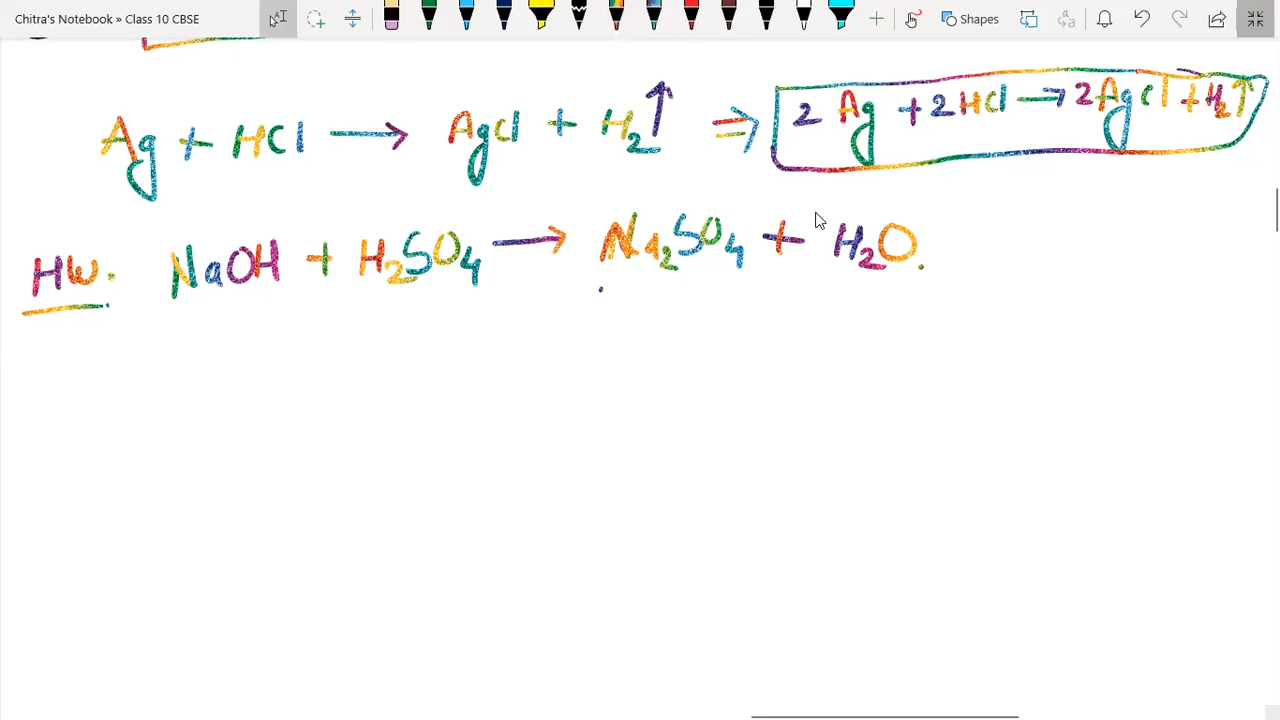 Chitra's Notebook » Class 10 CBSE
Shapes
Ag + HCl → AgCl + H₂↑ ⇒ 2Ag + 2HCl → 2AgCl + H₂↑
HW. NaOH + H₂SO₄ → Na₂SO₄ + H₂O.